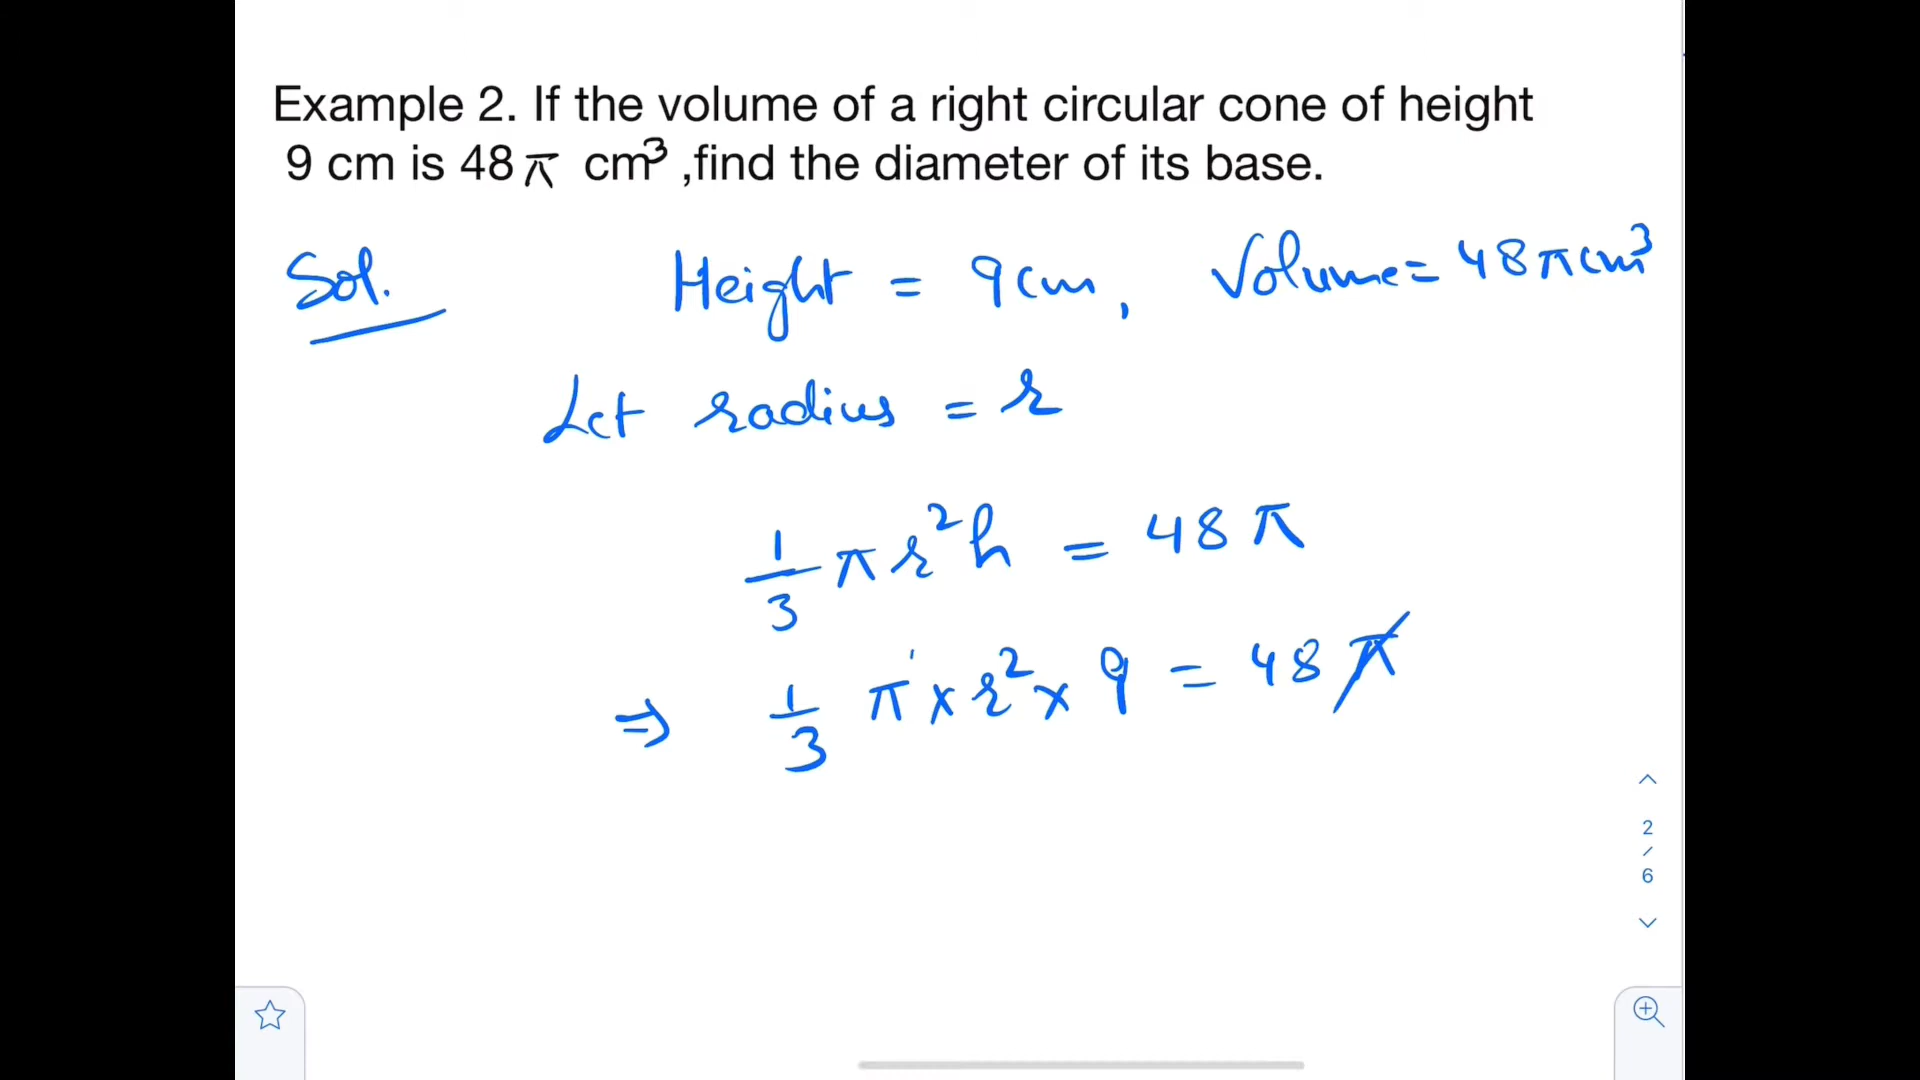 Example 2. If the volume of a right circular cone of height
9 cm is 48π cm³ ,find the diameter of its base.
Sol. Height = 9cm, Volume = 48πcm³
Let radius = r
1/3 πr²h = 48π
⇒ 1/3 π × r² × 9 = 48π
2
/
6